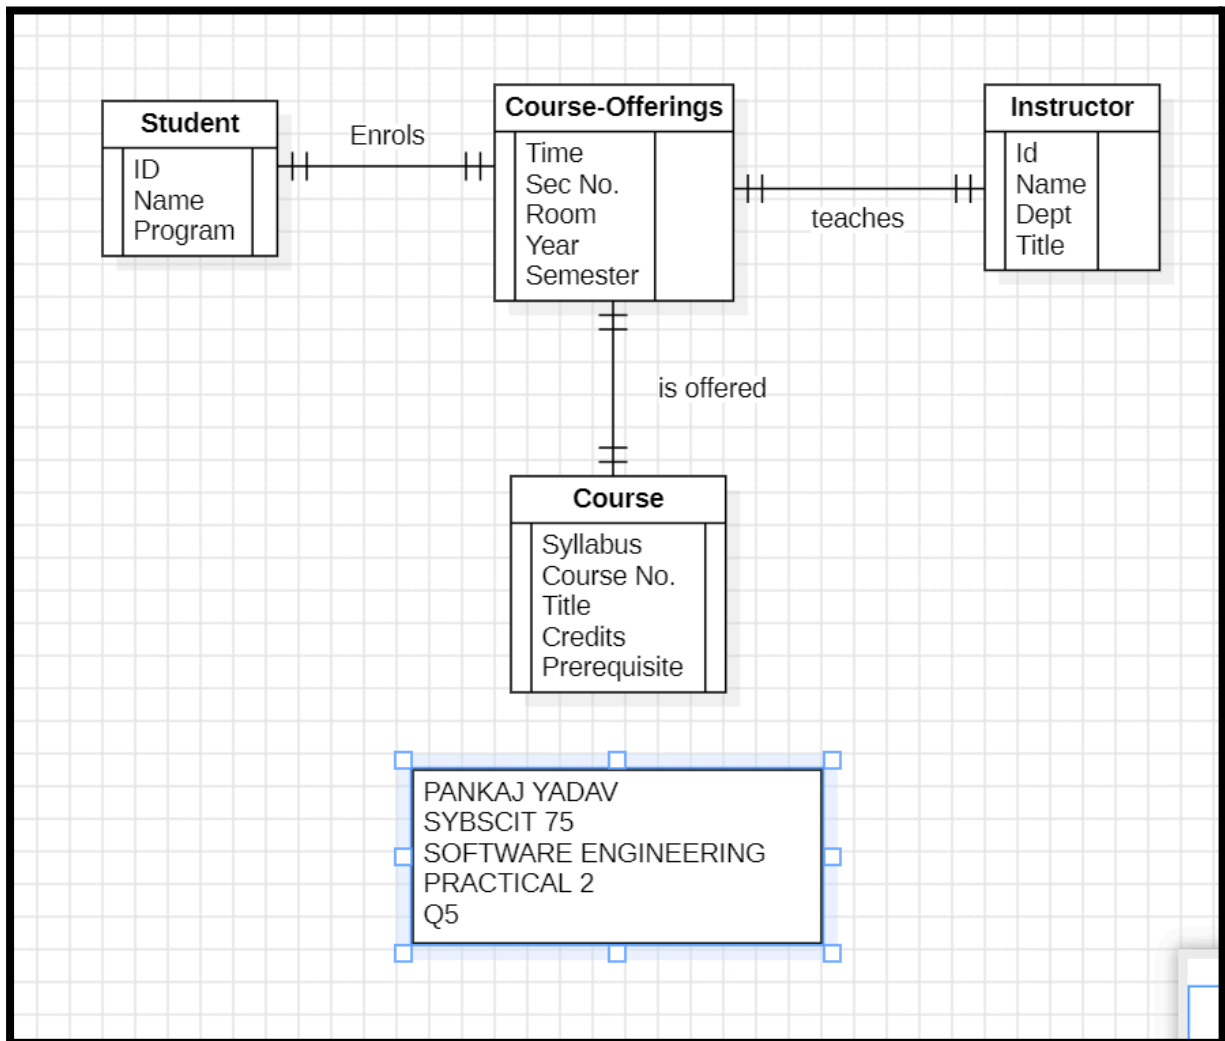 Student
ID
Name
Program
Enrols
Course-Offerings
Time
Sec No.
Room
Year
Semester
teaches
Instructor
Id
Name
Dept
Title
is offered
Course
Syllabus
Course No.
Title
Credits
Prerequisite
PANKAJ YADAV
SYBSCIT 75
SOFTWARE ENGINEERING
PRACTICAL 2
Q5